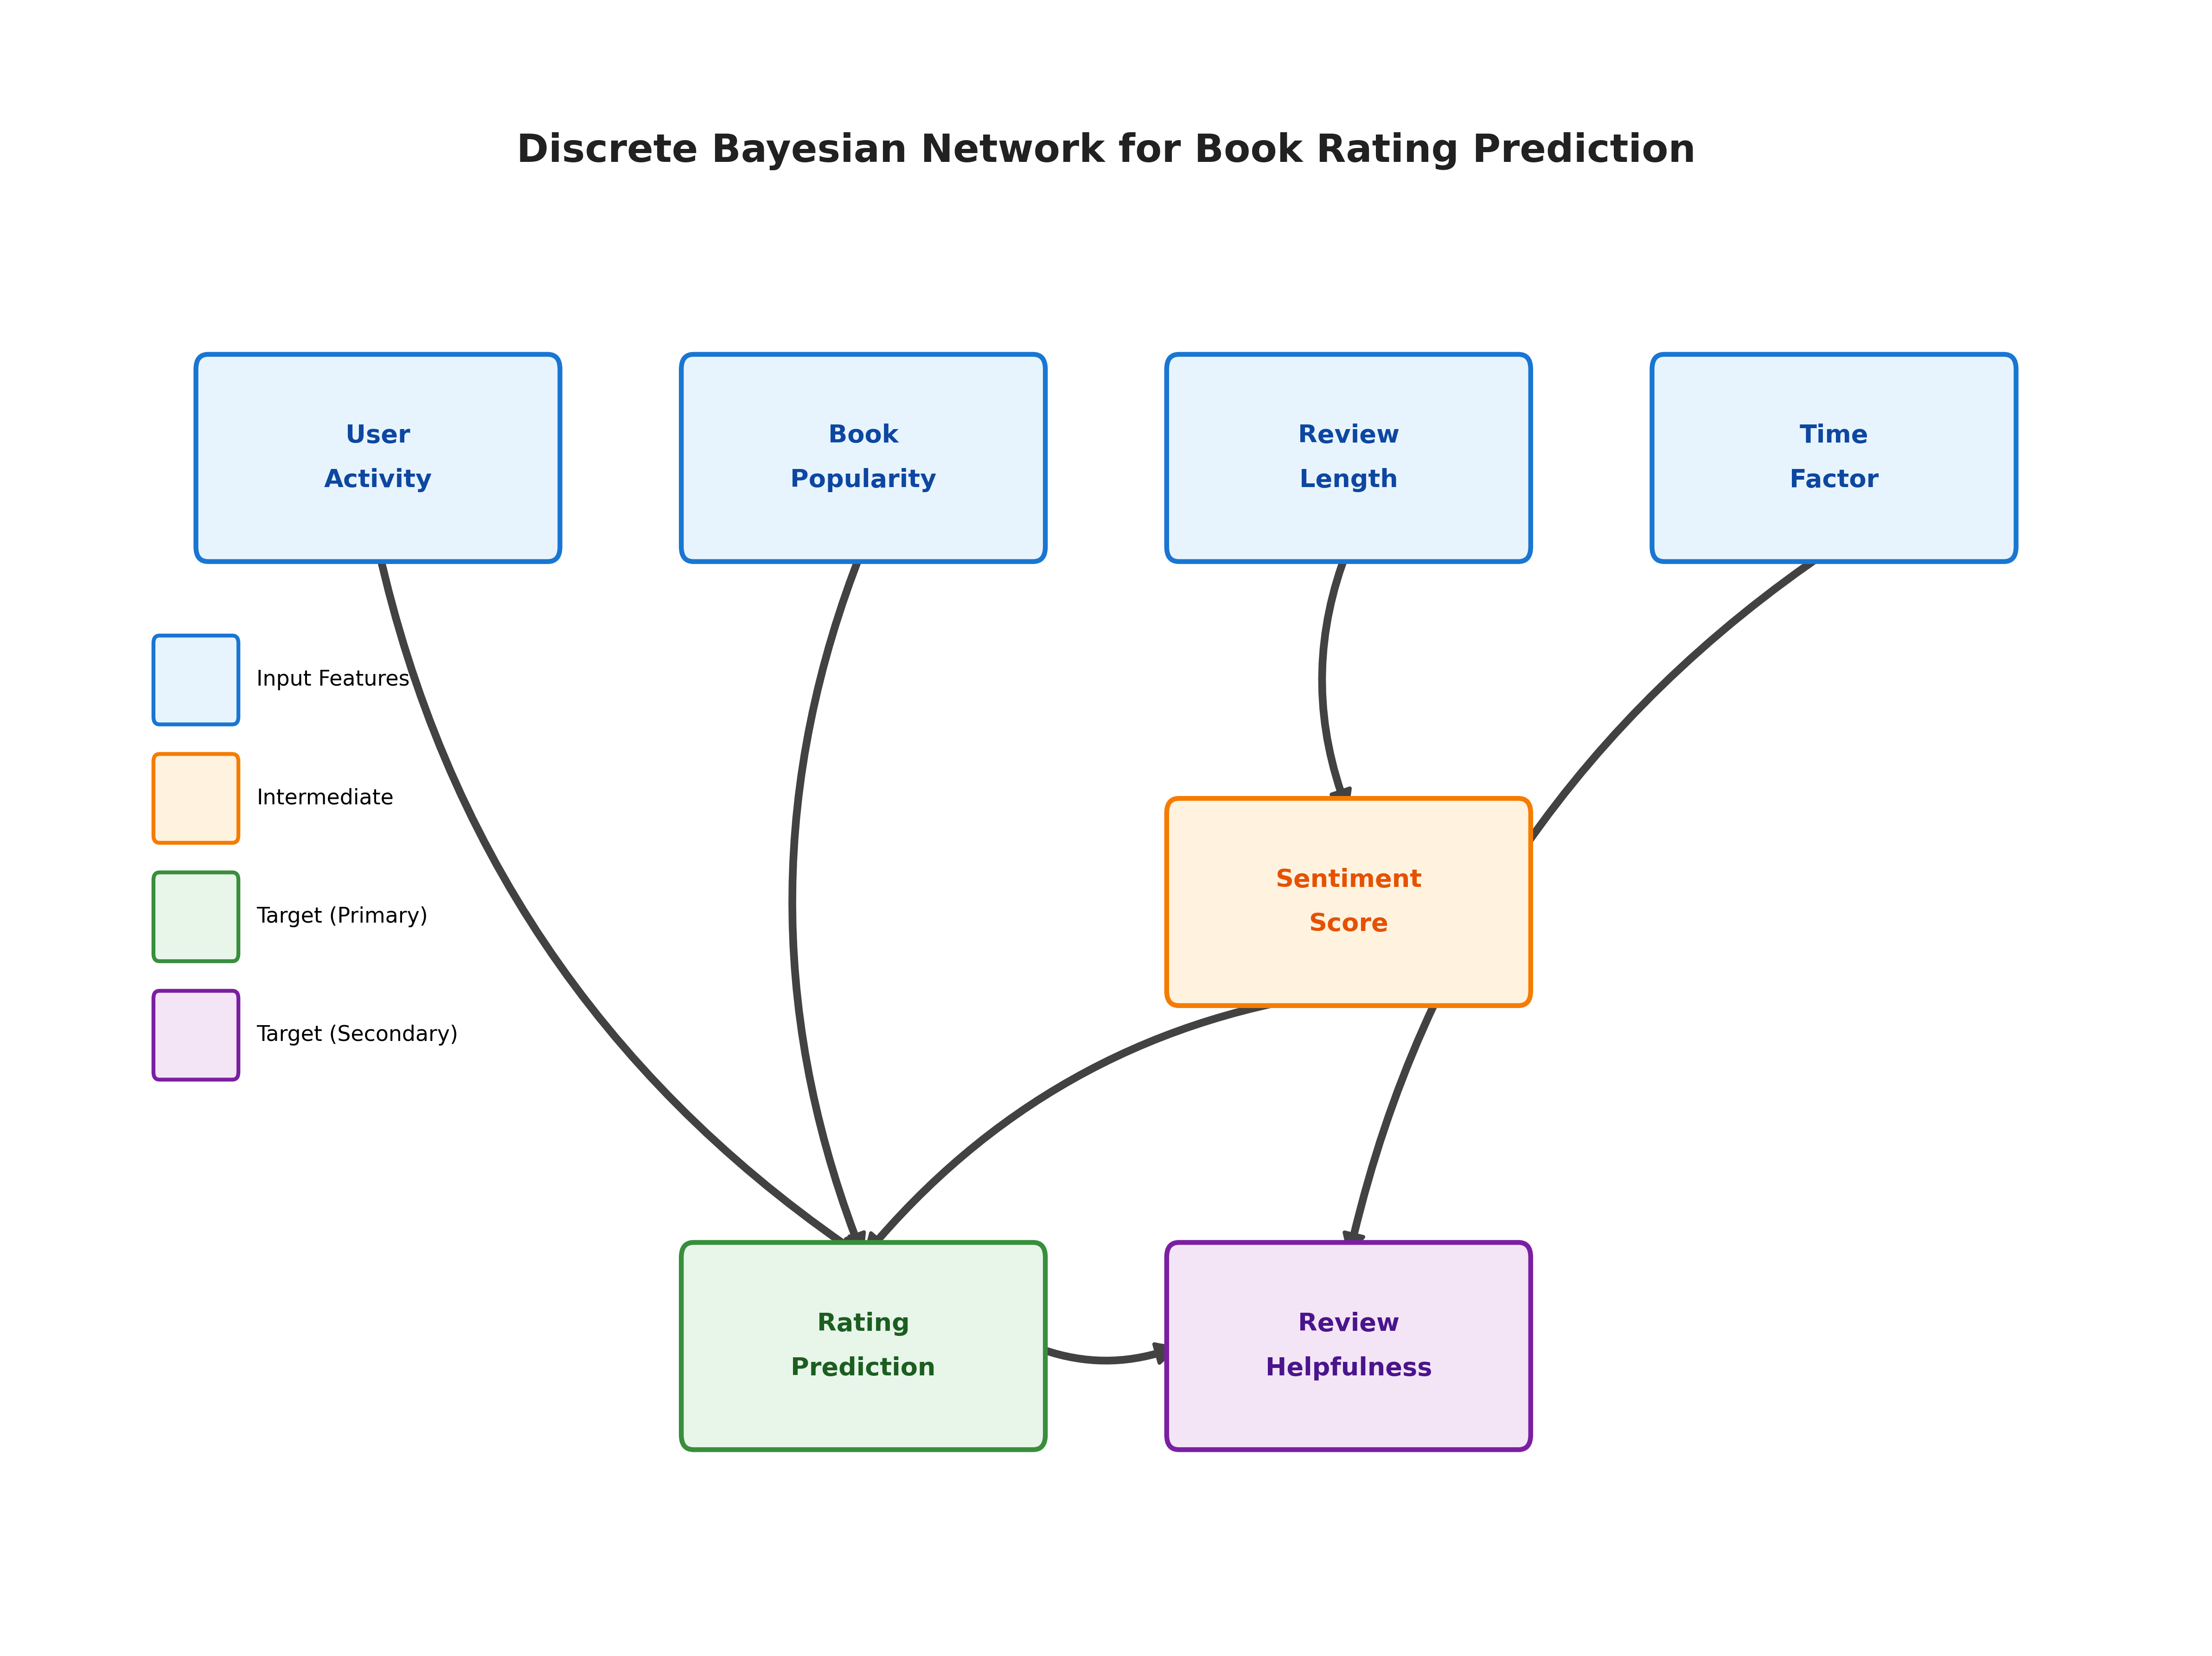 Discrete Bayesian Network for Book Rating Prediction
User
Activity
Book
Popularity
Review
Length
Time
Factor
Input Features
Intermediate
Target (Primary)
Target (Secondary)
Sentiment
Score
Rating
Prediction
Review
Helpfulness